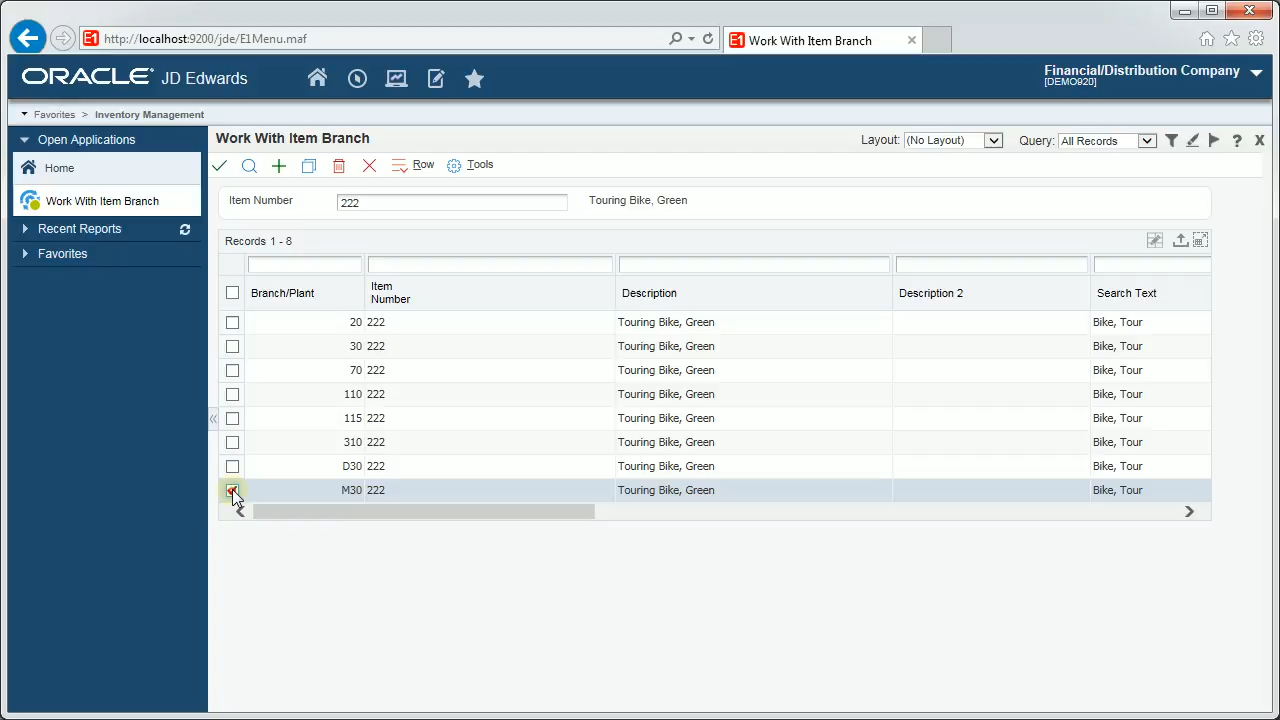 http://localhost:9200/jde/E1Menu.maf
Work With Item Branch
ORACLE JD Edwards
Financial/Distribution Company
[DEMO920]
Favorites > Inventory Management
Open Applications
Home
Work With Item Branch
Recent Reports
Favorites
Work With Item Branch
Layout: (No Layout) Query: All Records
Row Tools
Item Number 222 Touring Bike, Green
Records 1 - 8
Branch/Plant Item Number Description Description 2 Search Text
20 222 Touring Bike, Green Bike, Tour
30 222 Touring Bike, Green Bike, Tour
70 222 Touring Bike, Green Bike, Tour
110 222 Touring Bike, Green Bike, Tour
115 222 Touring Bike, Green Bike, Tour
310 222 Touring Bike, Green Bike, Tour
D30 222 Touring Bike, Green Bike, Tour
M30 222 Touring Bike, Green Bike, Tour